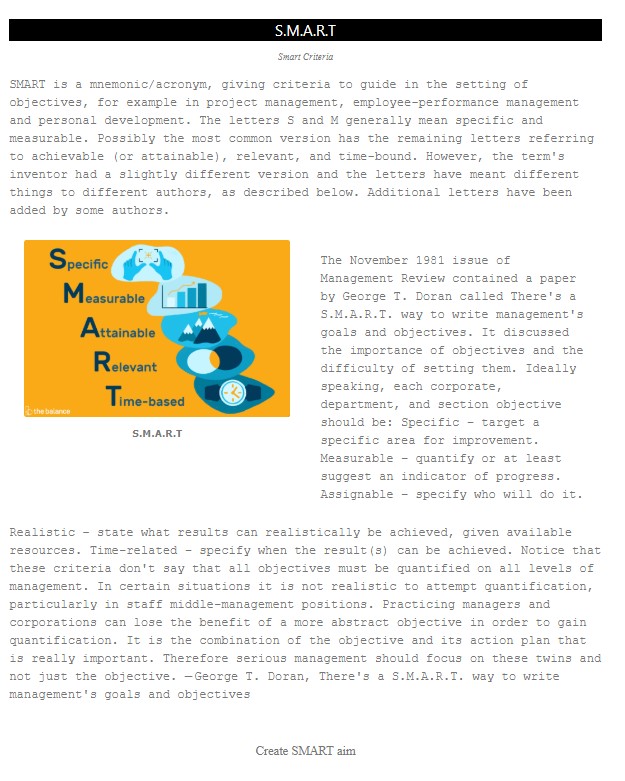 S.M.A.R.T
Smart Criteria
SMART is a mnemonic/acronym, giving criteria to guide in the setting of
objectives, for example in project management, employee-performance management
and personal development. The letters S and M generally mean specific and
measurable. Possibly the most common version has the remaining letters referring
to achievable (or attainable), relevant, and time-bound. However, the term's
inventor had a slightly different version and the letters have meant different
things to different authors, as described below. Additional letters have been
added by some authors.
Specific
Measurable
Attainable
Relevant
Time-based
© the balance
S.M.A.R.T
The November 1981 issue of
Management Review contained a paper
by George T. Doran called There's a
S.M.A.R.T. way to write management's
goals and objectives. It discussed
the importance of objectives and the
difficulty of setting them. Ideally
speaking, each corporate,
department, and section objective
should be: Specific – target a
specific area for improvement.
Measurable – quantify or at least
suggest an indicator of progress.
Assignable – specify who will do it.
Realistic – state what results can realistically be achieved, given available
resources. Time-related – specify when the result(s) can be achieved. Notice that
these criteria don't say that all objectives must be quantified on all levels of
management. In certain situations it is not realistic to attempt quantification,
particularly in staff middle-management positions. Practicing managers and
corporations can lose the benefit of a more abstract objective in order to gain
quantification. It is the combination of the objective and its action plan that
is really important. Therefore serious management should focus on these twins and
not just the objective. —George T. Doran, There's a S.M.A.R.T. way to write
management's goals and objectives
Create SMART aim